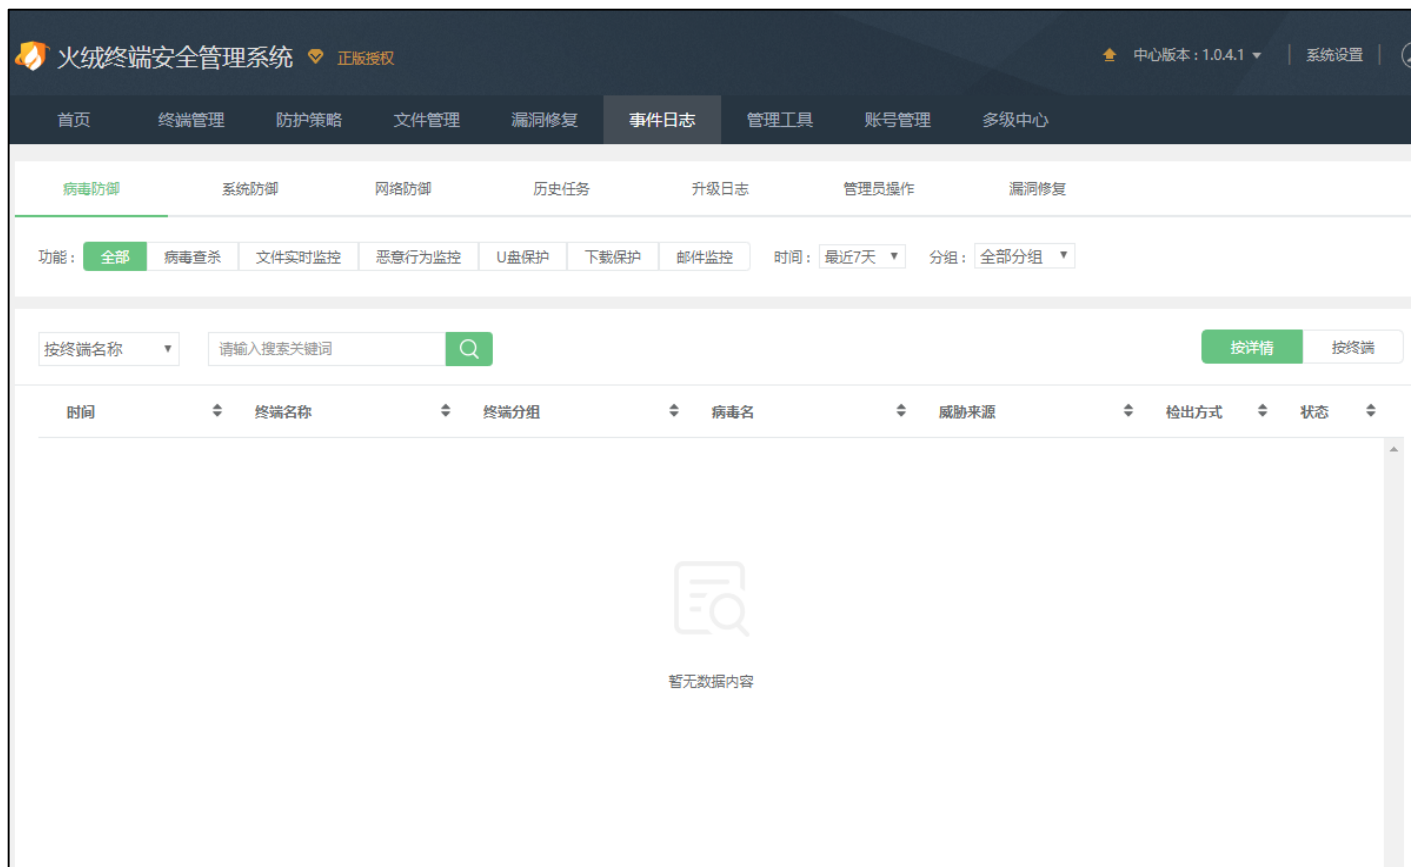 火绒终端安全管理系统 正版授权 中心版本：1.0.4.1 系统设置
首页 终端管理 防护策略 文件管理 漏洞修复 事件日志 管理工具 账号管理 多级中心
病毒防御 系统防御 网络防御 历史任务 升级日志 管理员操作 漏洞修复
功能： 全部 病毒查杀 文件实时监控 恶意行为监控 U盘保护 下载保护 邮件监控 时间： 最近7天 分组： 全部分组
按终端名称 请输入搜索关键词 按详情 按终端
时间 终端名称 终端分组 病毒名 威胁来源 检出方式 状态
暂无数据内容